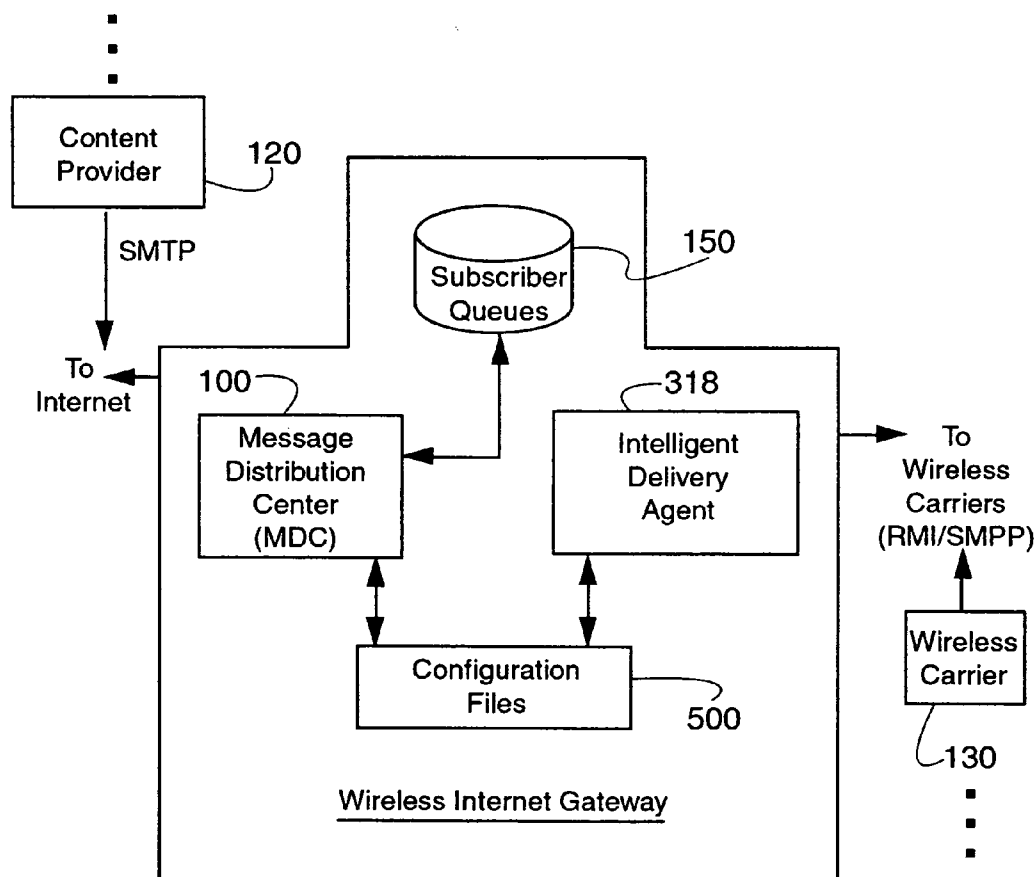 Content
Provider
120
SMTP
To
Internet
Subscriber
Queues
150
100
Message
Distribution
Center
(MDC)
318
Intelligent
Delivery
Agent
To
Wireless
Carriers
(RMI/SMPP)
Configuration
Files
500
Wireless
Carrier
130
Wireless Internet Gateway